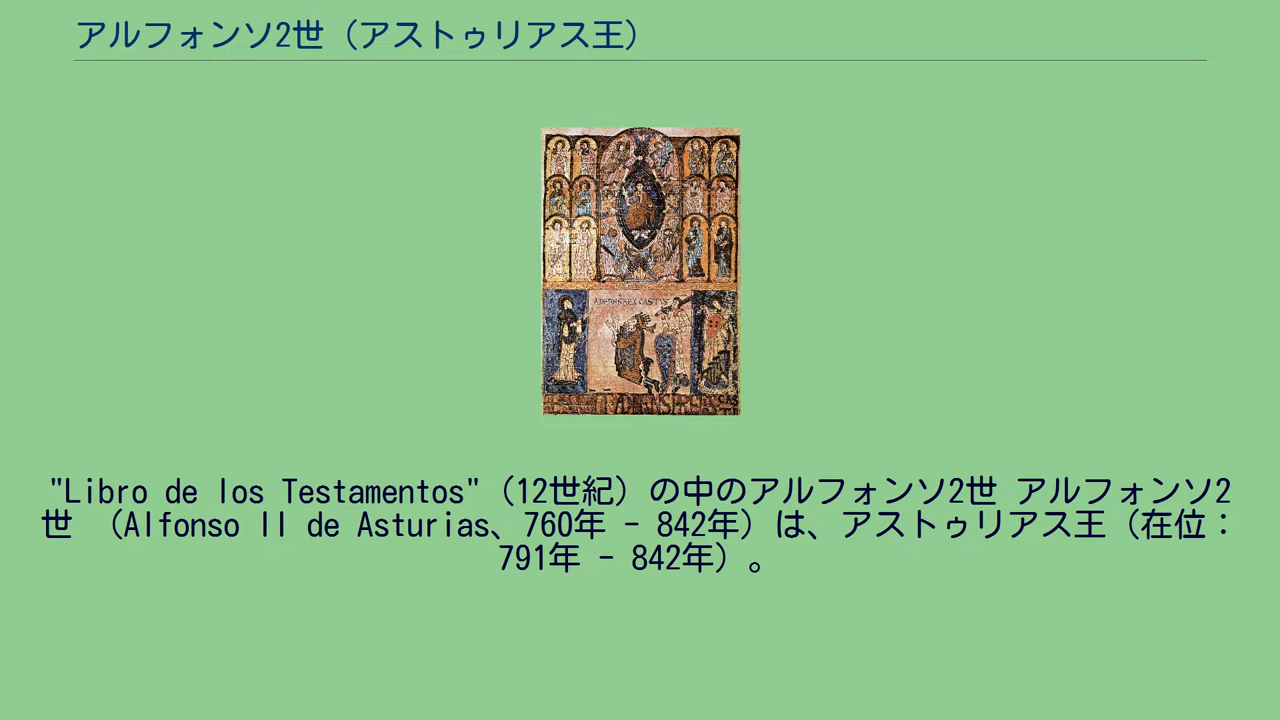 アルフォンソ2世（アストゥリアス王）
"Libro de los Testamentos"（12世紀）の中のアルフォンソ2世 アルフォンソ2
世 （Alfonso II de Asturias、760年 - 842年）は、アストゥリアス王（在位：
791年 - 842年）。